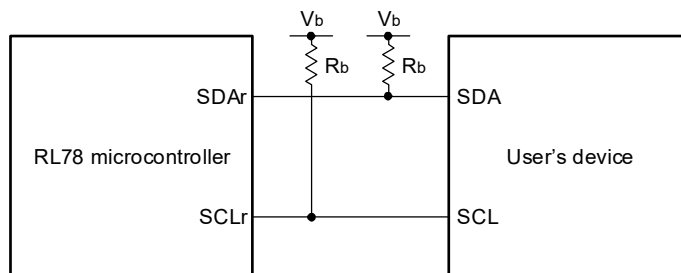 Vb Vb
Rb Rb
SDAr SDA
RL78 microcontroller User's device
SCLr SCL